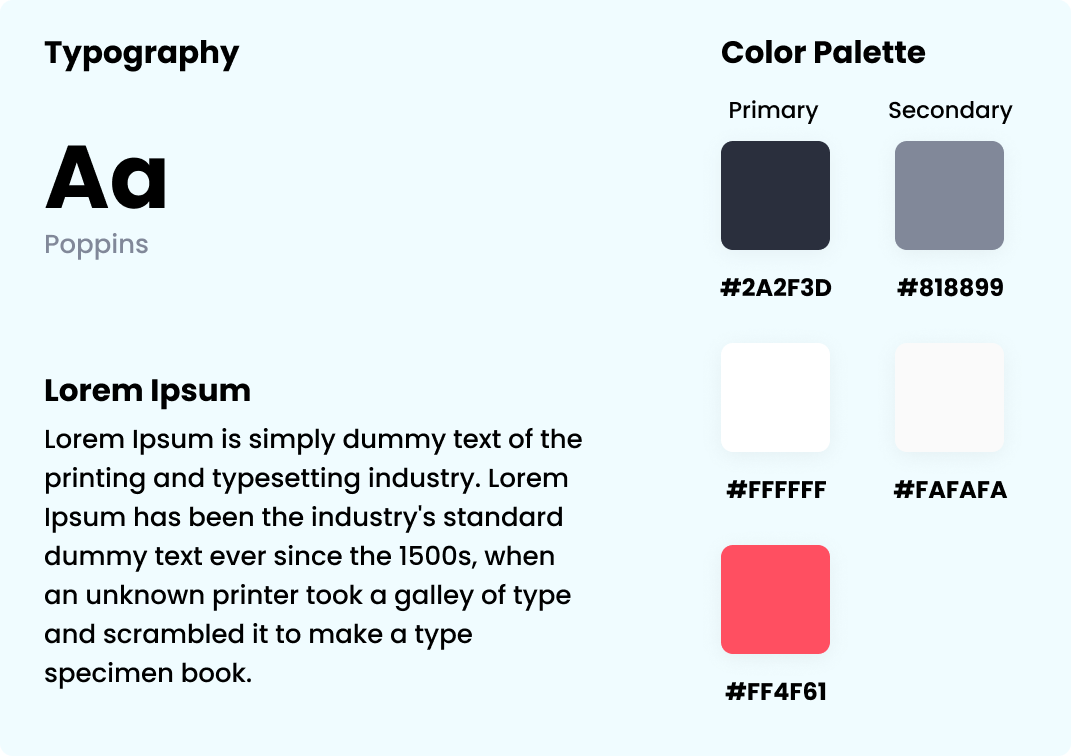 Typography
Aa
Poppins
Lorem Ipsum
Lorem Ipsum is simply dummy text of the
printing and typesetting industry. Lorem
Ipsum has been the industry's standard
dummy text ever since the 1500s, when
an unknown printer took a galley of type
and scrambled it to make a type
specimen book.
Color Palette
Primary Secondary
#2A2F3D #818899
#FFFFFF #FAFAFA
#FF4F61